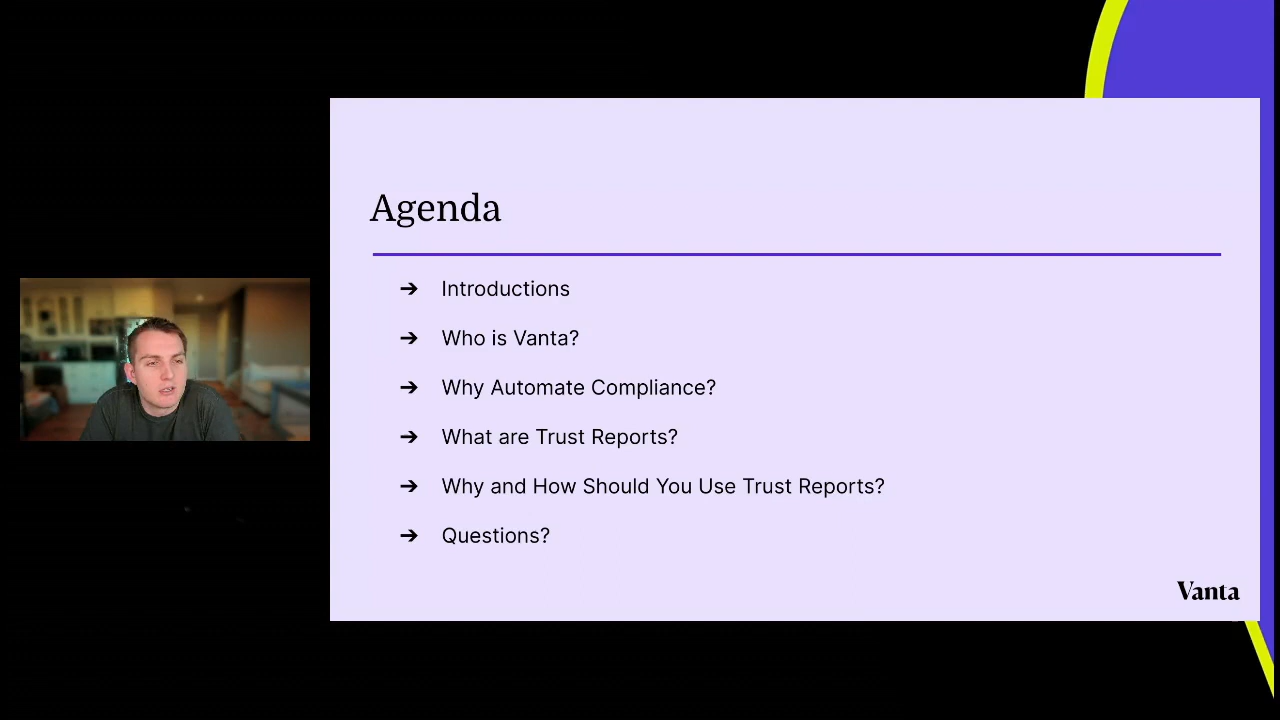 Agenda
➔ Introductions
➔ Who is Vanta?
➔ Why Automate Compliance?
➔ What are Trust Reports?
➔ Why and How Should You Use Trust Reports?
➔ Questions?
Vanta